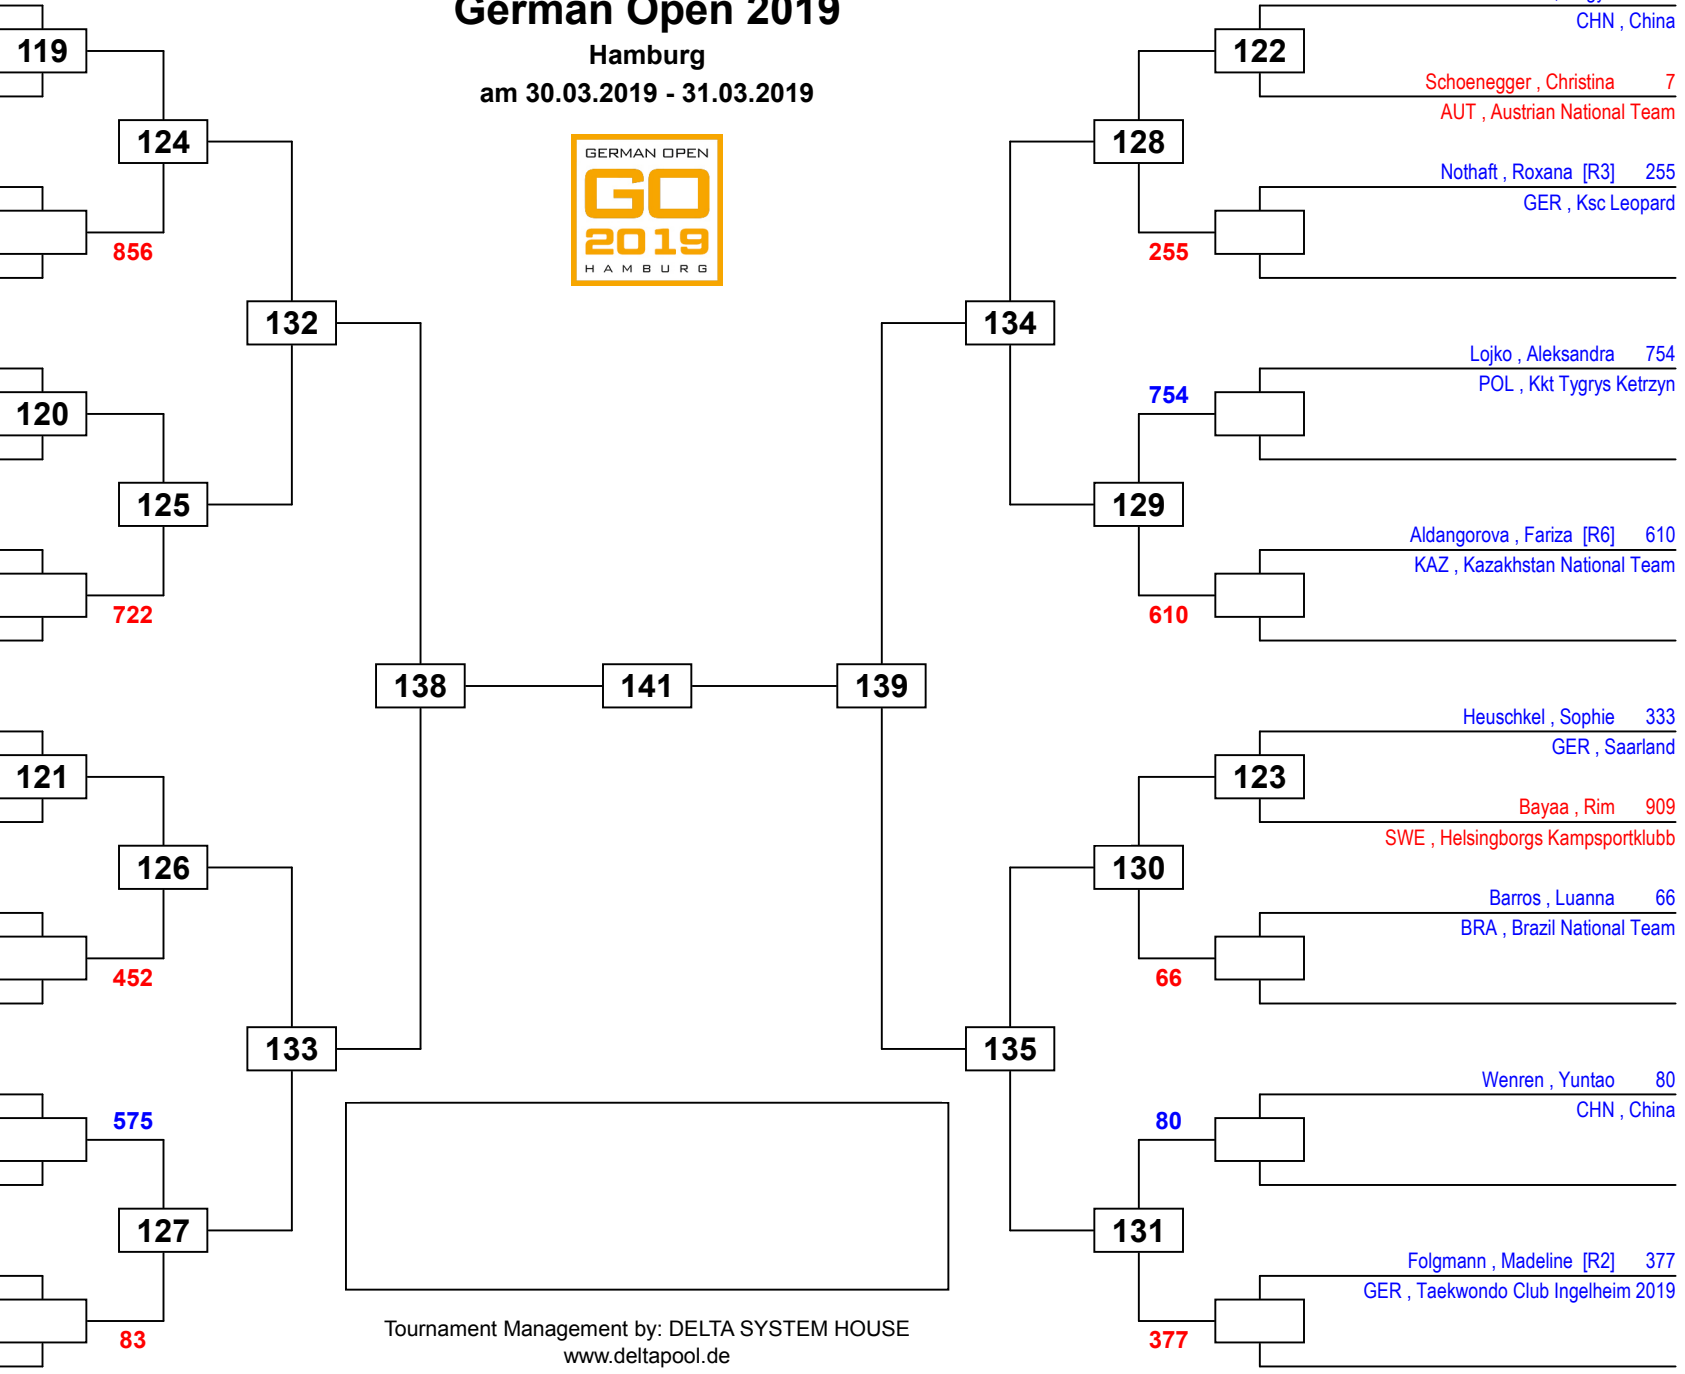 German Open 2019
Hamburg
am 30.03.2019 - 31.03.2019
GERMAN OPEN
GO
2019
HAMBURG
119
124
856
132
120
125
722
138
141
139
121
126
452
133
575
127
83
CHN , China
122
Schoenegger , Christina 7
AUT , Austrian National Team
128
Nothaft , Roxana [R3] 255
GER , Ksc Leopard
255
134
Lojko , Aleksandra 754
POL , Kkt Tygrys Ketrzyn
754
129
Aldangorova , Fariza [R6] 610
KAZ , Kazakhstan National Team
610
Heuschkel , Sophie 333
GER , Saarland
123
Bayaa , Rim 909
SWE , Helsingborgs Kampsportklubb
130
Barros , Luanna 66
BRA , Brazil National Team
66
135
Wenren , Yuntao 80
CHN , China
80
131
Folgmann , Madeline [R2] 377
GER , Taekwondo Club Ingelheim 2019
377
Tournament Management by: DELTA SYSTEM HOUSE
www.deltapool.de